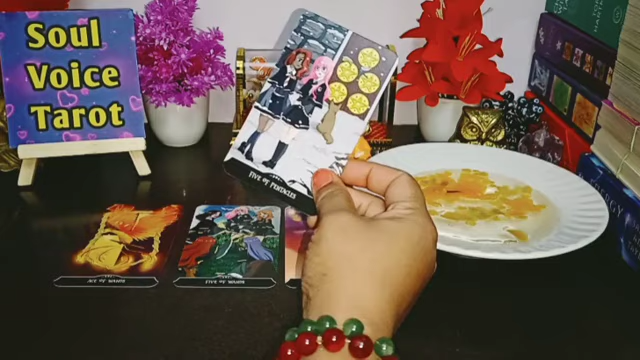 Soul
Voice
Tarot
FIVE OF PENTACLES
ACE OF WANDS
FIVE OF WANDS